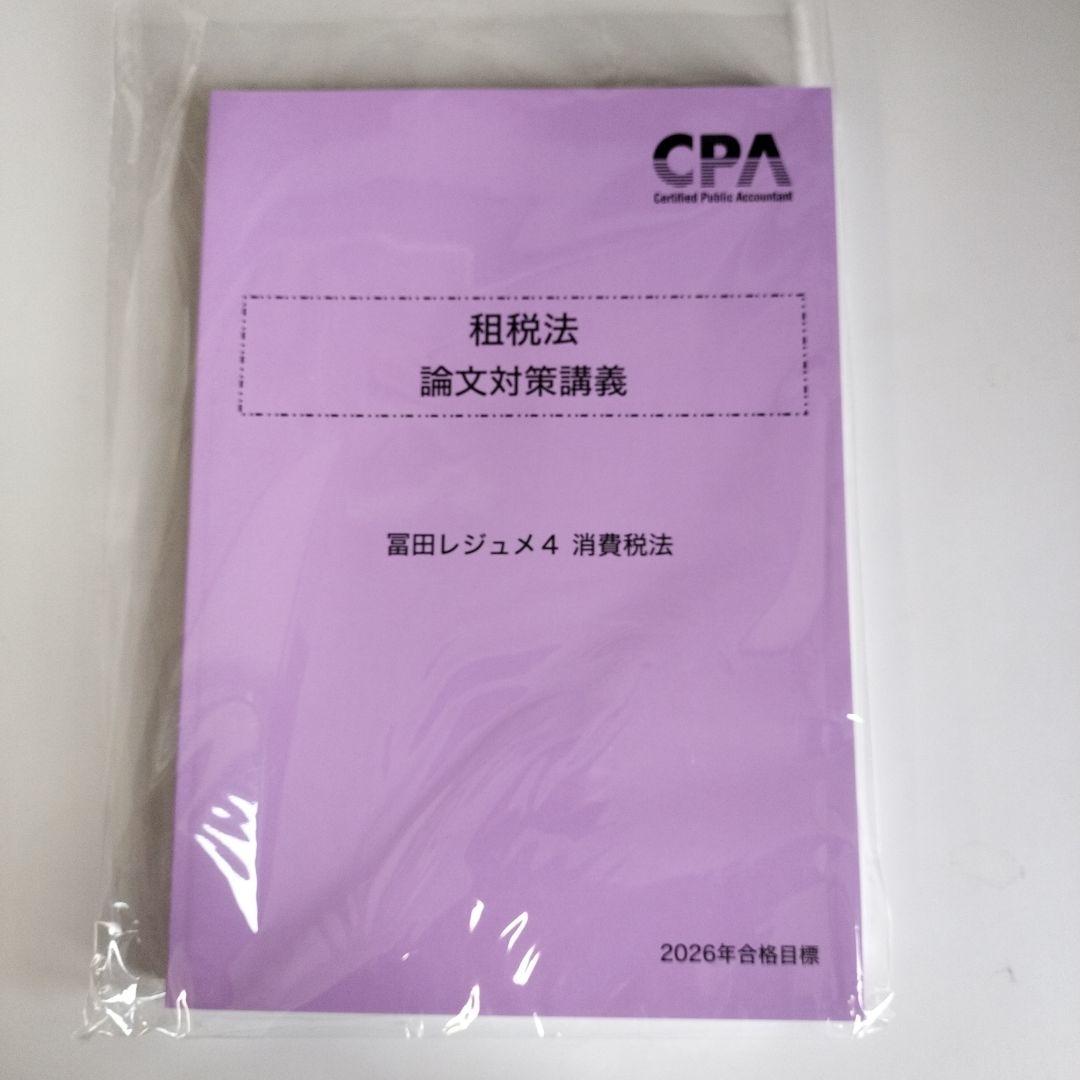 CPA
Certified Public Accountant
租税法
論文対策講義
冨田レジュメ4 消費税法
2026年合格目標